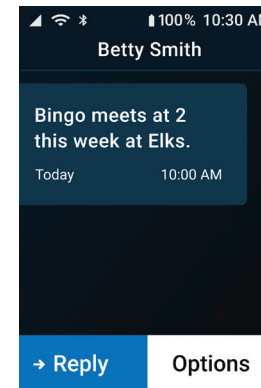 100% 10:30 A
Betty Smith
Bingo meets at 2
this week at Elks.
Today 10:00 AM
→ Reply Options